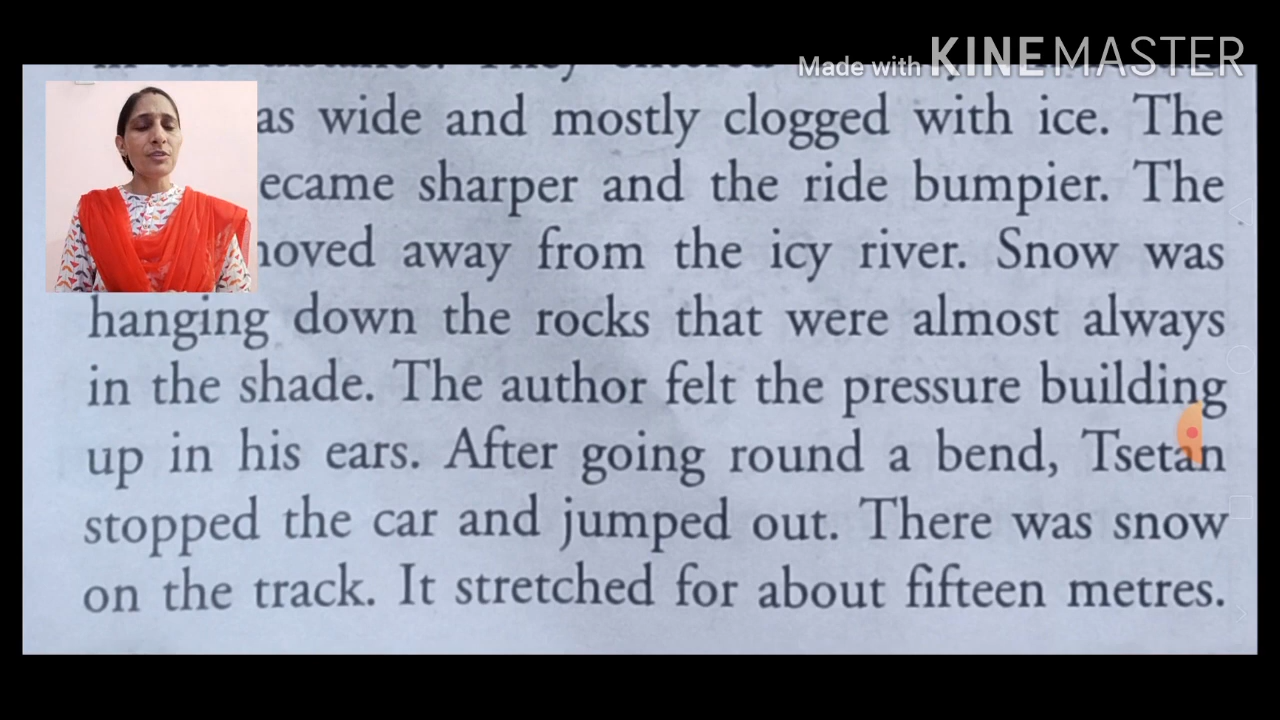 Made with KINEMASTER
as wide and mostly clogged with ice. The
ecame sharper and the ride bumpier. The
moved away from the icy river. Snow was
hanging down the rocks that were almost always
in the shade. The author felt the pressure building
up in his ears. After going round a bend, Tsetan
stopped the car and jumped out. There was snow
on the track. It stretched for about fifteen metres.